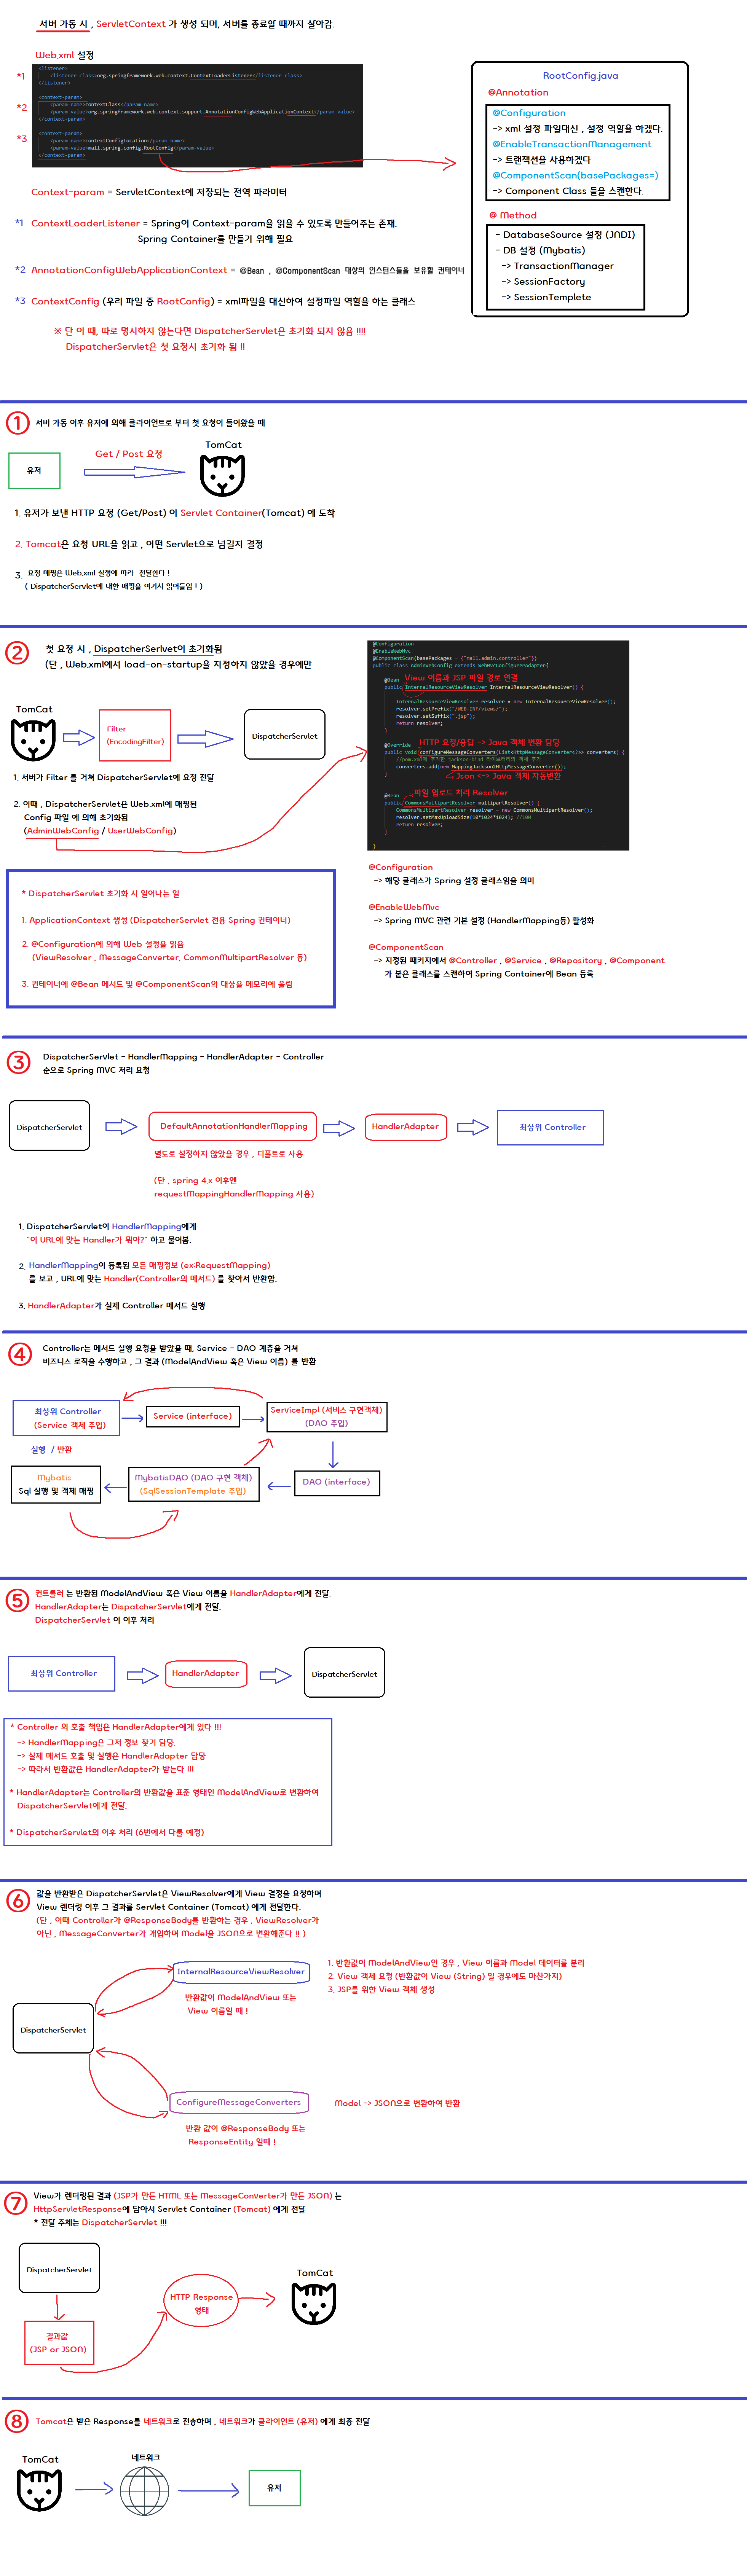 서버 가동 시 , ServletContext 가 생성 되며, 서버를 종료할 때까지 살아감.
Web.xml 설정
*1
<listener>
<listener-class>org.springframework.web.context.ContextLoaderListener</listener-class>
</listener>
*2
<context-param>
<param-name>contextClass</param-name>
<param-value>org.springframework.web.context.support.AnnotationConfigWebApplicationContext</param-value>
</context-param>
*3
<context-param>
<param-name>contextConfigLocation</param-name>
<param-value>mall.spring.config.RootConfig</param-value>
</context-param>
RootConfig.java
@Annotation
@Configuration
-> xml 설정 파일대신 , 설정 역할을 하겠다.
@EnableTransactionManagement
-> 트랜잭션을 사용하겠다
@ComponentScan(basePackages=)
-> Component Class 들을 스캔한다.
@ Method
- DatabaseSource 설정 (JNDI)
- DB 설정 (Mybatis)
-> TransactionManager
-> SessionFactory
-> SessionTemplete
Context-param = ServletContext에 저장되는 전역 파라미터
*1 ContextLoaderListener = Spring이 Context-param을 읽을 수 있도록 만들어주는 존재.
Spring Container를 만들기 위해 필요
*2 AnnotationConfigWebApplicationContext = @Bean , @ComponentScan 대상의 인스턴스들을 보유할 컨테이너
*3 ContextConfig (우리 파일 중 RootConfig) = xml파일을 대신하여 설정파일 역할을 하는 클래스
※ 단 이 때, 따로 명시하지 않는다면 DispatcherServlet은 초기화 되지 않음 !!!!
DispatcherServlet은 첫 요청시 초기화 됨 !!
① 서비 가동 이후 유저에 의해 클라이언트로 부터 첫 요청이 들어왔을 때
유저
Get / Post 요청
TomCat
1. 유저가 보낸 HTTP 요청 (Get/Post) 이 Servlet Container(Tomcat) 에 도착
2. Tomcat은 요청 URL을 읽고 , 어떤 Servlet으로 넘길지 결정
3. 요청 매핑은 Web.xml 설정에 따라 전달한다 !
( DispatcherServlet에 대한 매핑을 여기서 읽어들임 ! )
② 첫 요청 시 , DispatcherSerlvet이 초기화됨
(단 , Web.xml에서 load-on-startup을 지정하지 않았을 경우에만
TomCat
Filter
(EncodingFilter)
DispatcherServlet
1. 서버가 Filter 를 거쳐 DispatcherServlet에 요청 전달
2. 이때 , DispatcherServlet은 Web.xml에 매핑된
Config 파일 에 의해 초기화됨
(AdminWebConfig / UserWebConfig)
@Configuration
@EnableWebMvc
@ComponentScan(basePackages = {"mall.admin.controller"})
public class AdminWebConfig extends WebMvcConfigurerAdapter{
@Bean View 이름과 JSP 파일 경로 연결
public InternalResourceViewResolver InternalResourceViewResolver() {
InternalResourceViewResolver resolver = new InternalResourceViewResolver();
resolver.setPrefix("/WEB-INF/views/");
resolver.setSuffix(".jsp");
return resolver;
}
@Override HTTP 요청/응답 -> Java 객체 변환 담당
public void configureMessageConverters(List<HttpMessageConverter<?>> converters) {
//pom.xml에 추가한 jackson-bind 라이브러리의 객체 추가
converters.add(new MappingJackson2HttpMessageConverter());
Json <-> Java 객체 자동변환
}
@Bean 파일 업로드 처리 Resolver
public CommonsMultipartResolver multipartResolver() {
CommonsMultipartResolver resolver = new CommonsMultipartResolver();
resolver.setMaxUploadSize(10*1024*1024); //10M
return resolver;
}
}
* DispatcherServlet 초기화 시 일어나는 일
1. ApplicationContext 생성 (DispatcherServlet 전용 Spring 컨테이너)
2. @Configuration에 의해 Web 설정을 읽음
(ViewResolver , MessageConverter, CommonMultipartResolver 등)
3. 컨테이너에 @Bean 메서드 및 @ComponentScan의 대상을 메모리에 올림
@Configuration
-> 해당 클래스가 Spring 설정 클래스임을 의미
@EnableWebMvc
-> Spring MVC 관련 기본 설정 (HandlerMapping등) 활성화
@ComponentScan
-> 지정된 패키지에서 @Controller , @Service , @Repository , @Component
가 붙은 클래스를 스캔하여 Spring Container에 Bean 등록
③ DispatcherServlet - HandlerMapping - HandlerAdapter - Controller
순으로 Spring MVC 처리 요청
DispatcherServlet
DefaultAnnotationHandlerMapping
HandlerAdapter
최상위 Controller
별도로 설정하지 않았을 경우 , 디폴트로 사용
(단 , spring 4.x 이후엔
requestMappingHandlerMapping 사용)
1. DispatcherServlet이 HandlerMapping에게
"이 URL에 맞는 Handler가 뭐야?" 하고 물어봄.
2. HandlerMapping이 등록된 모든 매핑정보 (ex:RequestMapping)
를 보고 , URL에 맞는 Handler(Controller의 메서드) 를 찾아서 반환함.
3. HandlerAdapter가 실제 Controller 메서드 실행
④ Controller는 메서드 실행 요청을 받았을 때, Service - DAO 계층을 거쳐
비즈니스 로직을 수행하고 , 그 결과 (ModelAndView 혹은 View 이름) 를 반환
최상위 Controller
(Service 객체 주입)
Service (interface)
ServiceImpl (서비스 구현객체)
(DAO 주입)
실행 / 반환
Mybatis
Sql 실행 및 객체 매핑
MybatisDAO (DAO 구현 객체)
(SqlSessionTemplate 주입)
DAO (interface)
⑤ 컨트롤러 는 반환된 ModelAndView 혹은 View 이름을 HandlerAdapter에게 전달.
HandlerAdapter는 DispatcherServlet에게 전달.
DispatcherServlet 이 이후 처리
최상위 Controller
HandlerAdapter
DispatcherServlet
* Controller 의 호출 책임은 HandlerAdapter에게 있다 !!!
-> HandlerMapping은 그저 정보 찾기 담당.
-> 실제 메서드 호출 및 실행은 HandlerAdapter 담당
-> 따라서 반환값은 HandlerAdapter가 받는다 !!!
* HandlerAdapter는 Controller의 반환값을 표준 형태인 ModelAndView로 변환하여
DispatcherServlet에게 전달.
* DispatcherServlet의 이후 처리 (6번에서 다룰 예정)
⑥ 값을 반환받은 DispatcherServlet은 ViewResolver에게 View 결정을 요청하며
View 렌더링 이후 그 결과를 Servlet Container (Tomcat) 에게 전달한다.
(단 , 이때 Controller가 @ResponseBody를 반환하는 경우 , ViewResolver가
아닌 , MessageConverter가 개입하며 Model을 JSON으로 변환해준다 !! )
DispatcherServlet
InternalResourceViewResolver
반환값이 ModelAndView 또는
View 이름일 때 !
1. 반환값이 ModelAndView인 경우 , View 이름과 Model 데이터를 분리
2. View 객체 요청 (반환값이 View (String) 일 경우에도 마찬가지)
3. JSP를 위한 View 객체 생성
ConfigureMessageConverters
반환 값이 @ResponseBody 또는
ResponseEntity 일때 !
Model -> JSON으로 변환하여 반환
⑦ View가 렌더링된 결과 (JSP가 만든 HTML 또는 MessageConverter가 만든 JSON) 는
HttpServletResponse에 담아서 Servlet Container (Tomcat) 에게 전달
* 전달 주체는 DispatcherServlet !!!
DispatcherServlet
결과값
(JSP or JSON)
HTTP Response
형태
TomCat
⑧ Tomcat은 받은 Response를 네트워크로 전송하며 , 네트워크가 클라이언트 (유저) 에게 최종 전달
TomCat
네트워크
유저